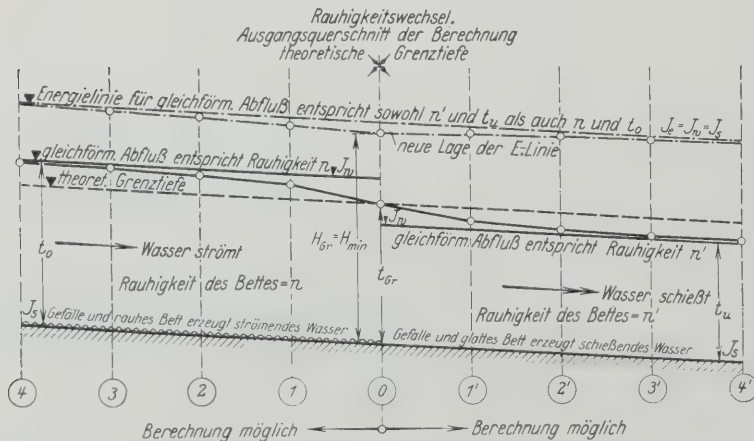 Rauhigkeitswechsel.
Ausgangsquerschnitt der Berechnung
theoretische Grenztiefe
Energielinie für gleichförm. Abfluß entspricht sowohl n' und t_u als auch n und t_o
J_e = J_w = J_s
neue Lage der E-Linie
gleichförm. Abfluß entspricht Rauhigkeit n
J_w
theoret. Grenztiefe
J_w
gleichförm. Abfluß entspricht Rauhigkeit n'
t_o
Wasser strömt
H_Gr = H_min
t_Gr
Wasser schießt
t_u
Rauhigkeit des Bettes = n
Rauhigkeit des Bettes = n'
J_s
Gefälle und rauhes Bett erzeugt strömendes Wasser
Gefälle und glattes Bett erzeugt schießendes Wasser
J_s
4 3 2 1 0 1' 2' 3' 4'
Berechnung möglich
Berechnung möglich